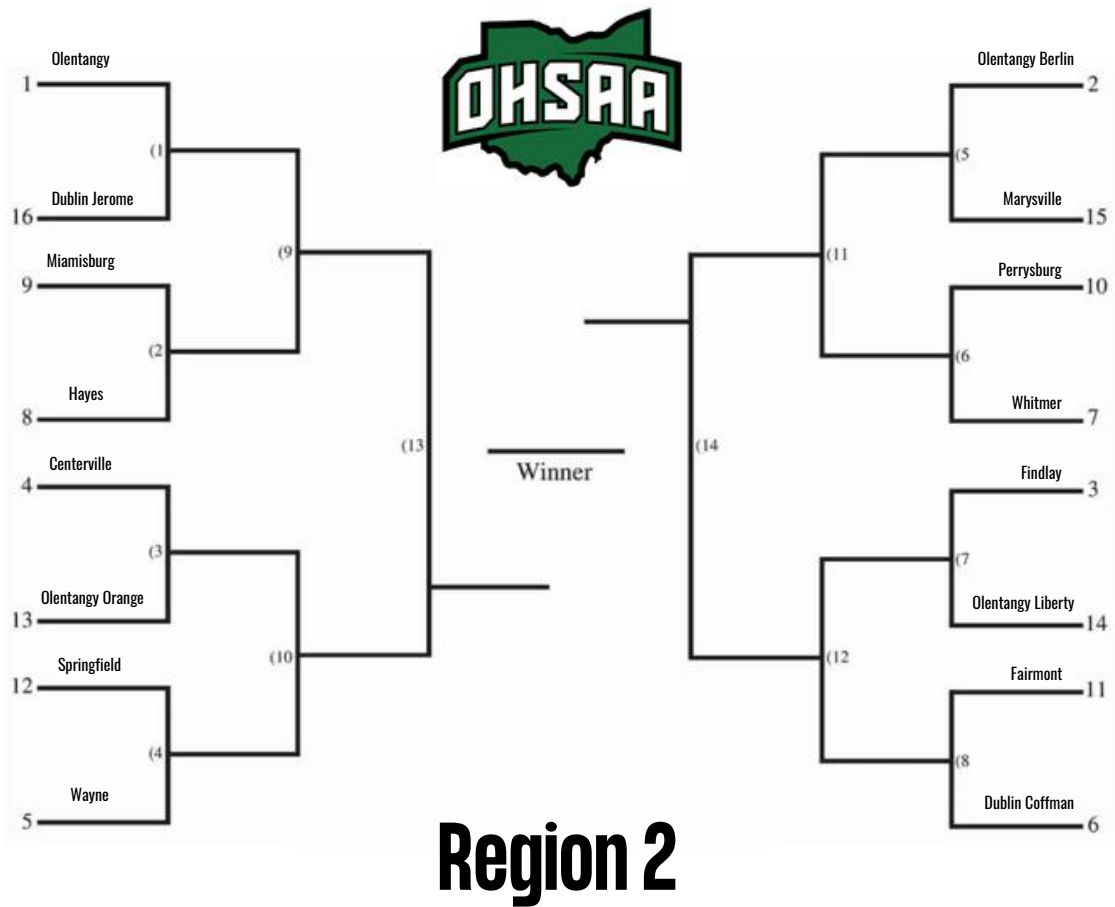 OHSAA
Olentangy
1
(1
Dublin Jerome
16
Miamisburg
9
(9
(2
Hayes
8
Centerville
4
(13
(3
Olentangy Orange
13
Springfield
12
(10
(4
Wayne
5
Winner
Olentangy Berlin
2
(5
Marysville
15
(11
Perrysburg
10
(6
Whitmer
7
(14
Findlay
3
(7
Olentangy Liberty
14
(12
Fairmont
11
(8
Dublin Coffman
6
Region 2